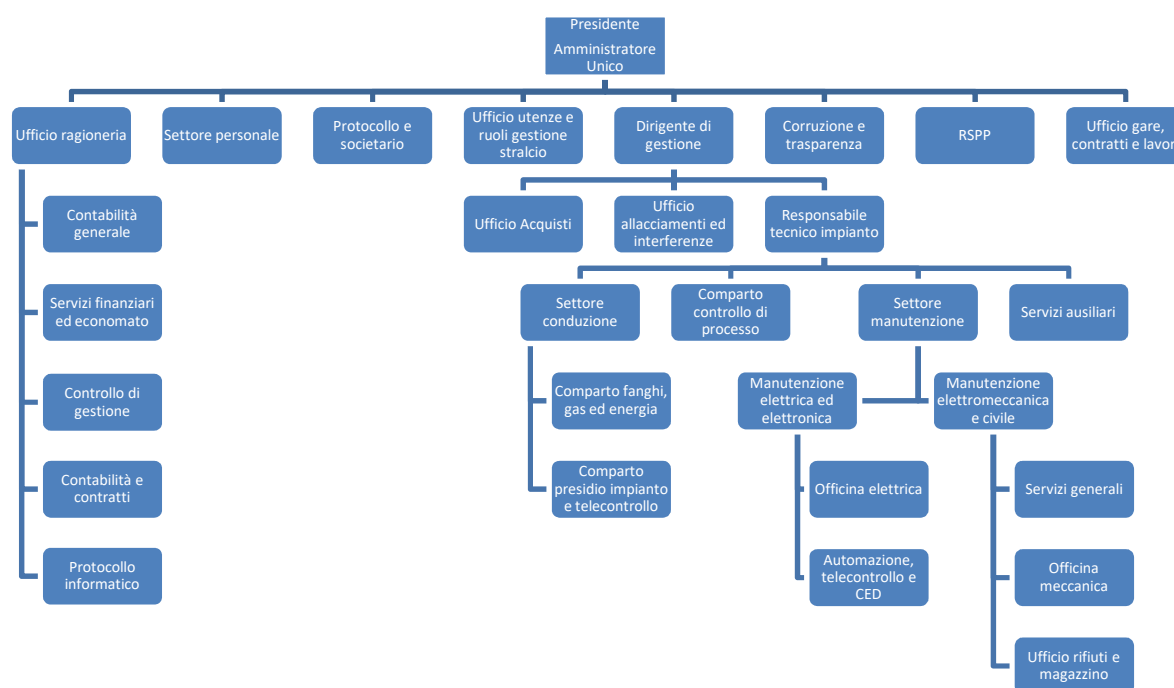 Presidente
Amministratore
Unico
Ufficio ragioneria
Settore personale
Protocollo e
societario
Ufficio utenze e
ruoli gestione
stralcio
Dirigente di
gestione
Corruzione e
trasparenza
RSPP
Ufficio gare,
contratti e lavori
Contabilità
generale
Ufficio Acquisti
Ufficio
allacciamenti ed
interferenze
Responsabile
tecnico impianto
Servizi finanziari
ed economato
Settore
conduzione
Comparto
controllo di
processo
Settore
manutenzione
Servizi ausiliari
Controllo di
gestione
Comparto fanghi,
gas ed energia
Manutenzione
elettrica ed
elettronica
Manutenzione
elettromeccanica
e civile
Contabilità e
contratti
Comparto
presidio impianto
e telecontrollo
Officina elettrica
Servizi generali
Protocollo
informatico
Automazione,
telecontrollo e
CED
Officina
meccanica
Ufficio rifiuti e
magazzino